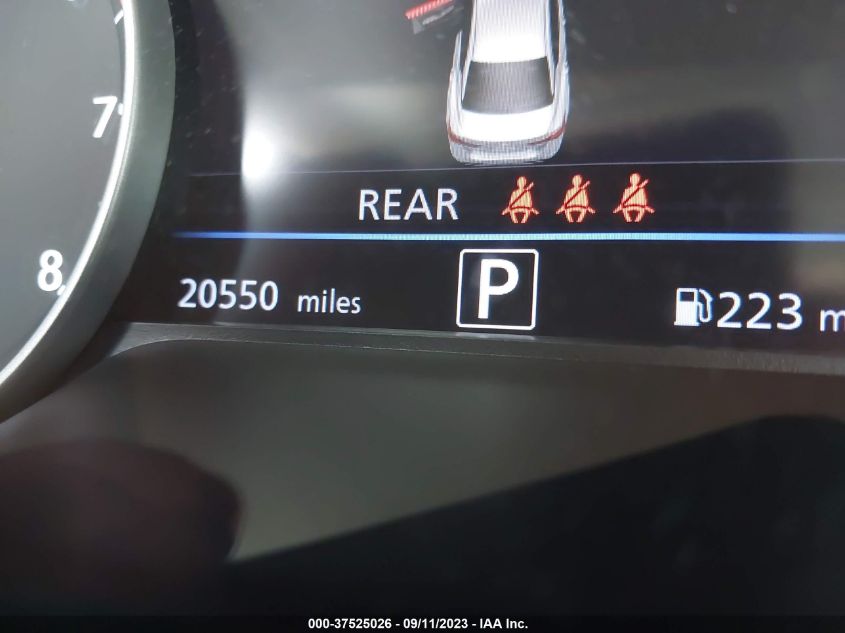 7
REAR
8
20550 miles
P
223 m
000-37525026 - 09/11/2023 - IAA Inc.